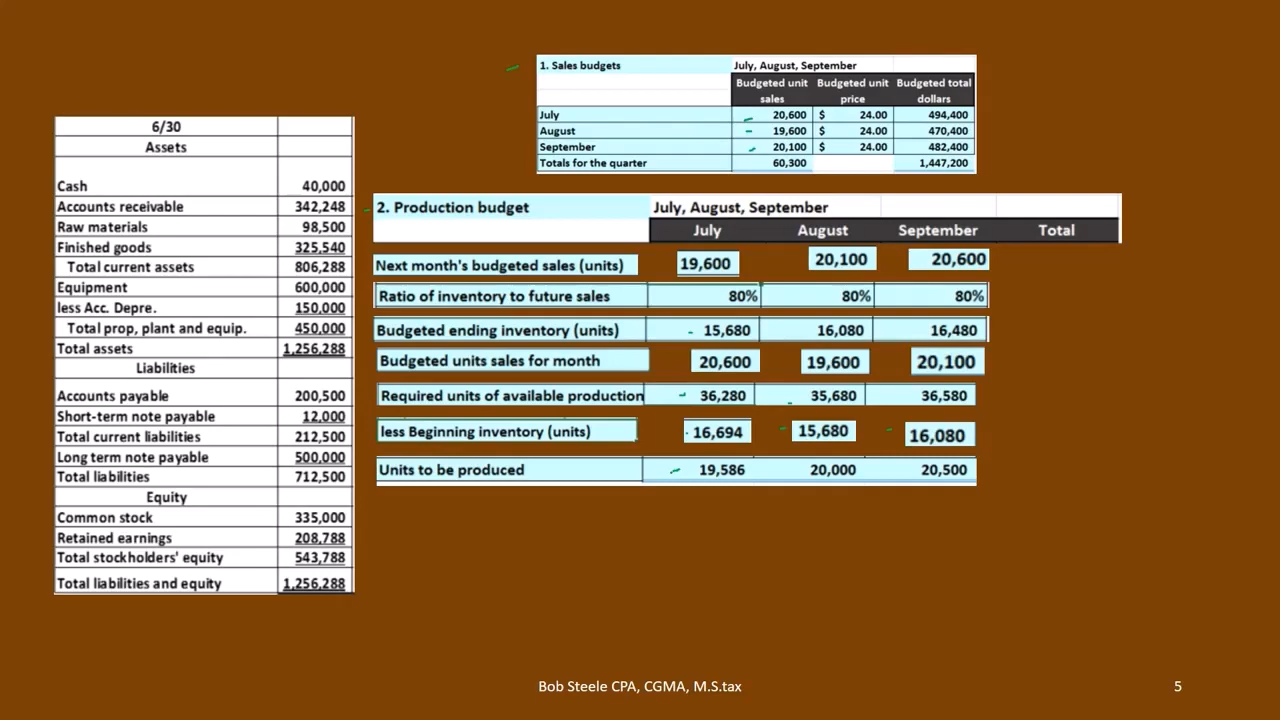 1. Sales budgets July, August, September
Budgeted unit sales Budgeted unit price Budgeted total dollars
July 20,600 $ 24.00 494,400
August 19,600 $ 24.00 470,400
September 20,100 $ 24.00 482,400
Totals for the quarter 60,300 1,447,200
6/30
Assets
Cash 40,000
Accounts receivable 342,248
Raw materials 98,500
Finished goods 325,540
Total current assets 806,288
Equipment 600,000
less Acc. Depre. 150,000
Total prop, plant and equip. 450,000
Total assets 1,256,288
Liabilities
Accounts payable 200,500
Short-term note payable 12,000
Total current liabilities 212,500
Long term note payable 500,000
Total liabilities 712,500
Equity
Common stock 335,000
Retained earnings 208,788
Total stockholders' equity 543,788
Total liabilities and equity 1,256,288
2. Production budget July, August, September
July August September Total
Next month's budgeted sales (units) 19,600 20,100 20,600
Ratio of inventory to future sales 80% 80% 80%
Budgeted ending inventory (units) 15,680 16,080 16,480
Budgeted units sales for month 20,600 19,600 20,100
Required units of available production 36,280 35,680 36,580
less Beginning inventory (units) 16,694 15,680 16,080
Units to be produced 19,586 20,000 20,500
Bob Steele CPA, CGMA, M.S.tax 5